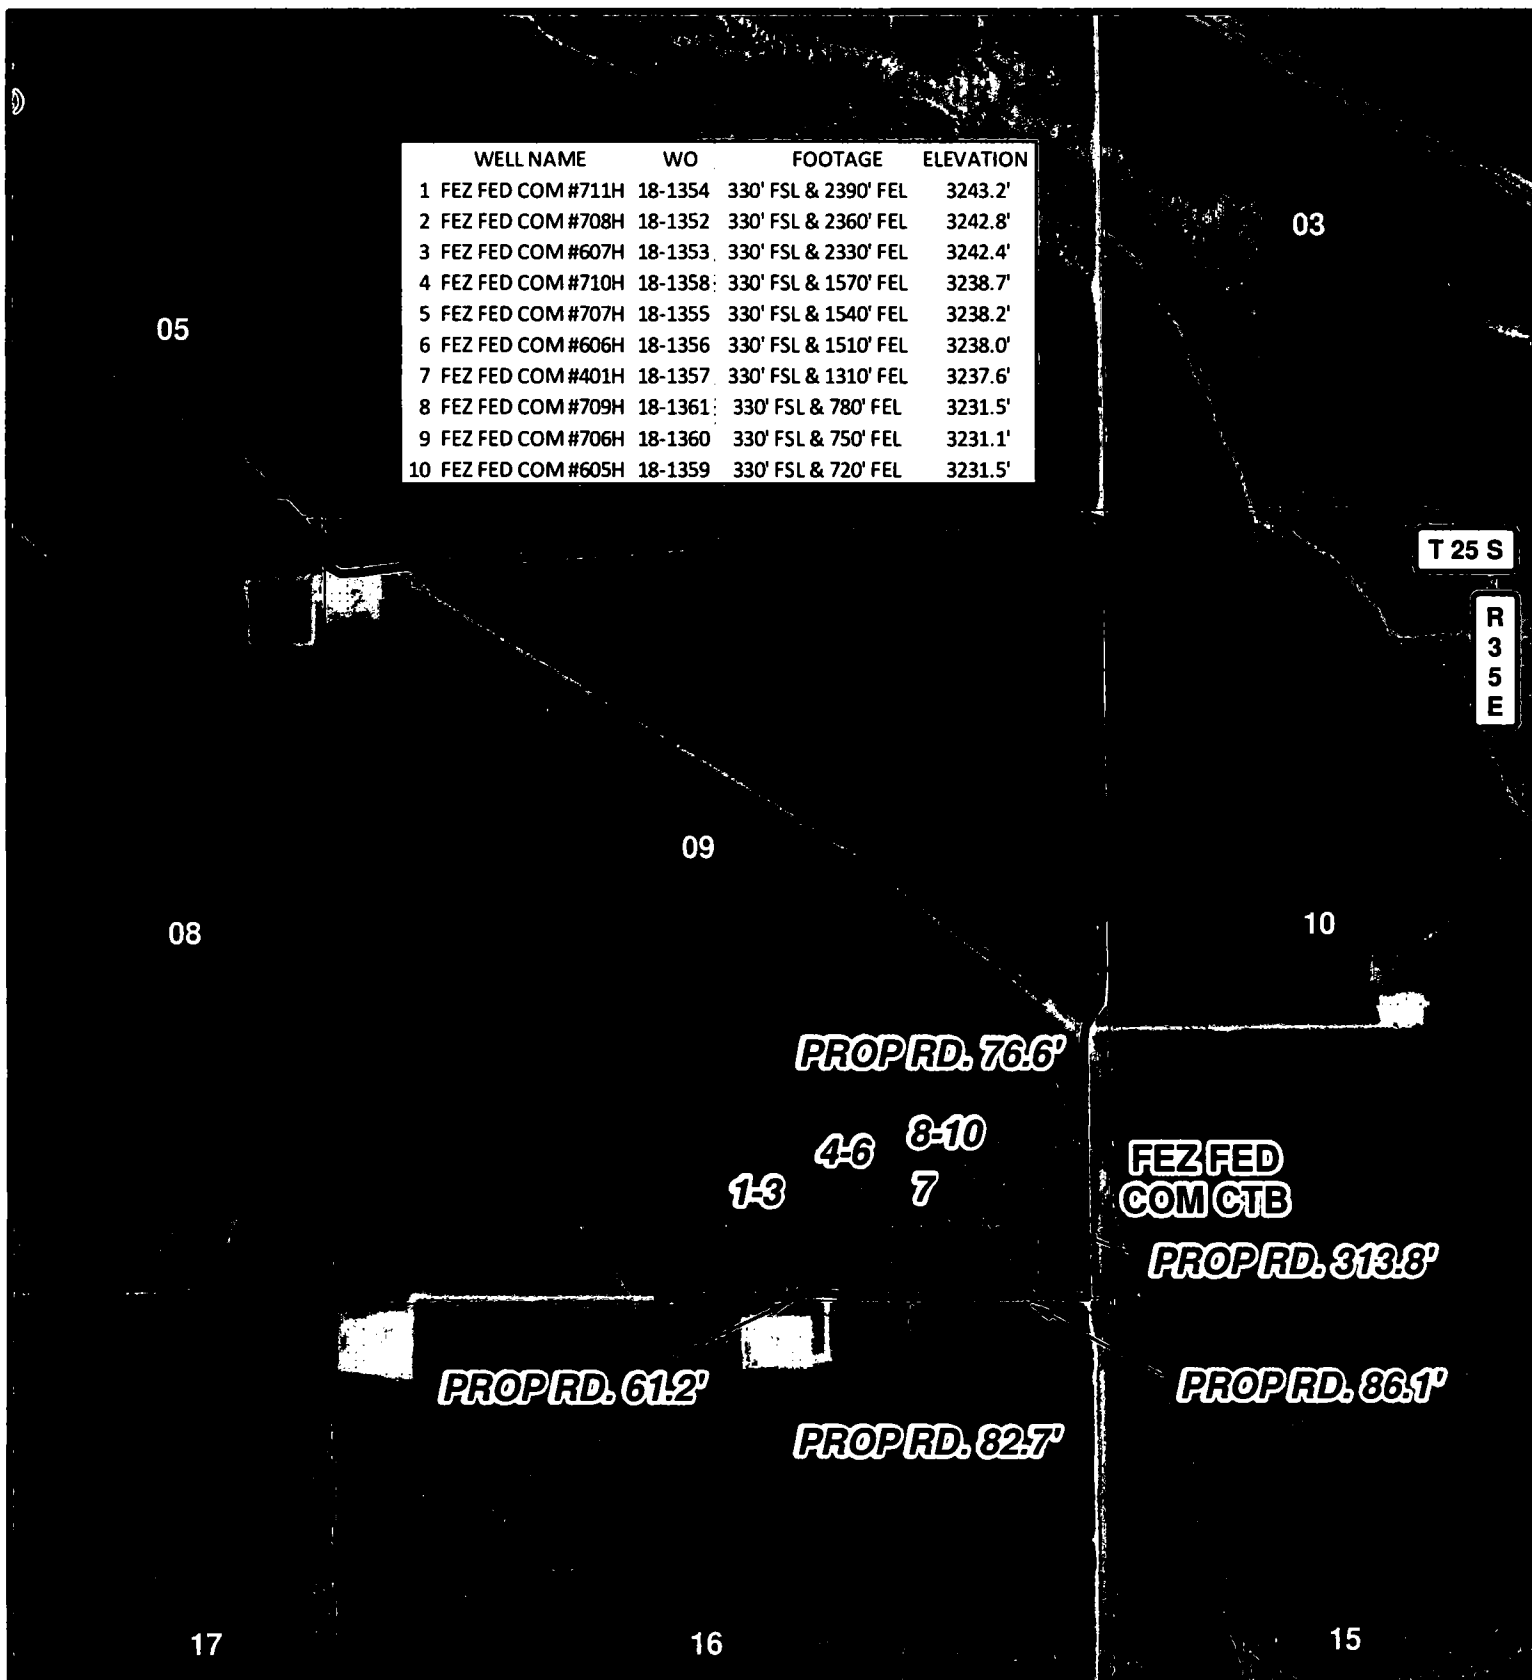 WELL NAME WO FOOTAGE ELEVATION
1 FEZ FED COM #711H 18-1354 330' FSL & 2390' FEL 3243.2'
2 FEZ FED COM #708H 18-1352 330' FSL & 2360' FEL 3242.8'
3 FEZ FED COM #607H 18-1353 330' FSL & 2330' FEL 3242.4'
4 FEZ FED COM #710H 18-1358 330' FSL & 1570' FEL 3238.7'
5 FEZ FED COM #707H 18-1355 330' FSL & 1540' FEL 3238.2'
6 FEZ FED COM #606H 18-1356 330' FSL & 1510' FEL 3238.0'
7 FEZ FED COM #401H 18-1357 330' FSL & 1310' FEL 3237.6'
8 FEZ FED COM #709H 18-1361 330' FSL & 780' FEL 3231.5'
9 FEZ FED COM #706H 18-1360 330' FSL & 750' FEL 3231.1'
10 FEZ FED COM #605H 18-1359 330' FSL & 720' FEL 3231.5'
03
05
T 25 S
R
3
5
E
09
08
10
PROP RD. 76.6'
8-10
4-6
1-3
7
FEZ FED
COM CTB
PROP RD. 313.8'
PROP RD. 61.2'
PROP RD. 86.1'
PROP RD. 82.7'
17
16
15